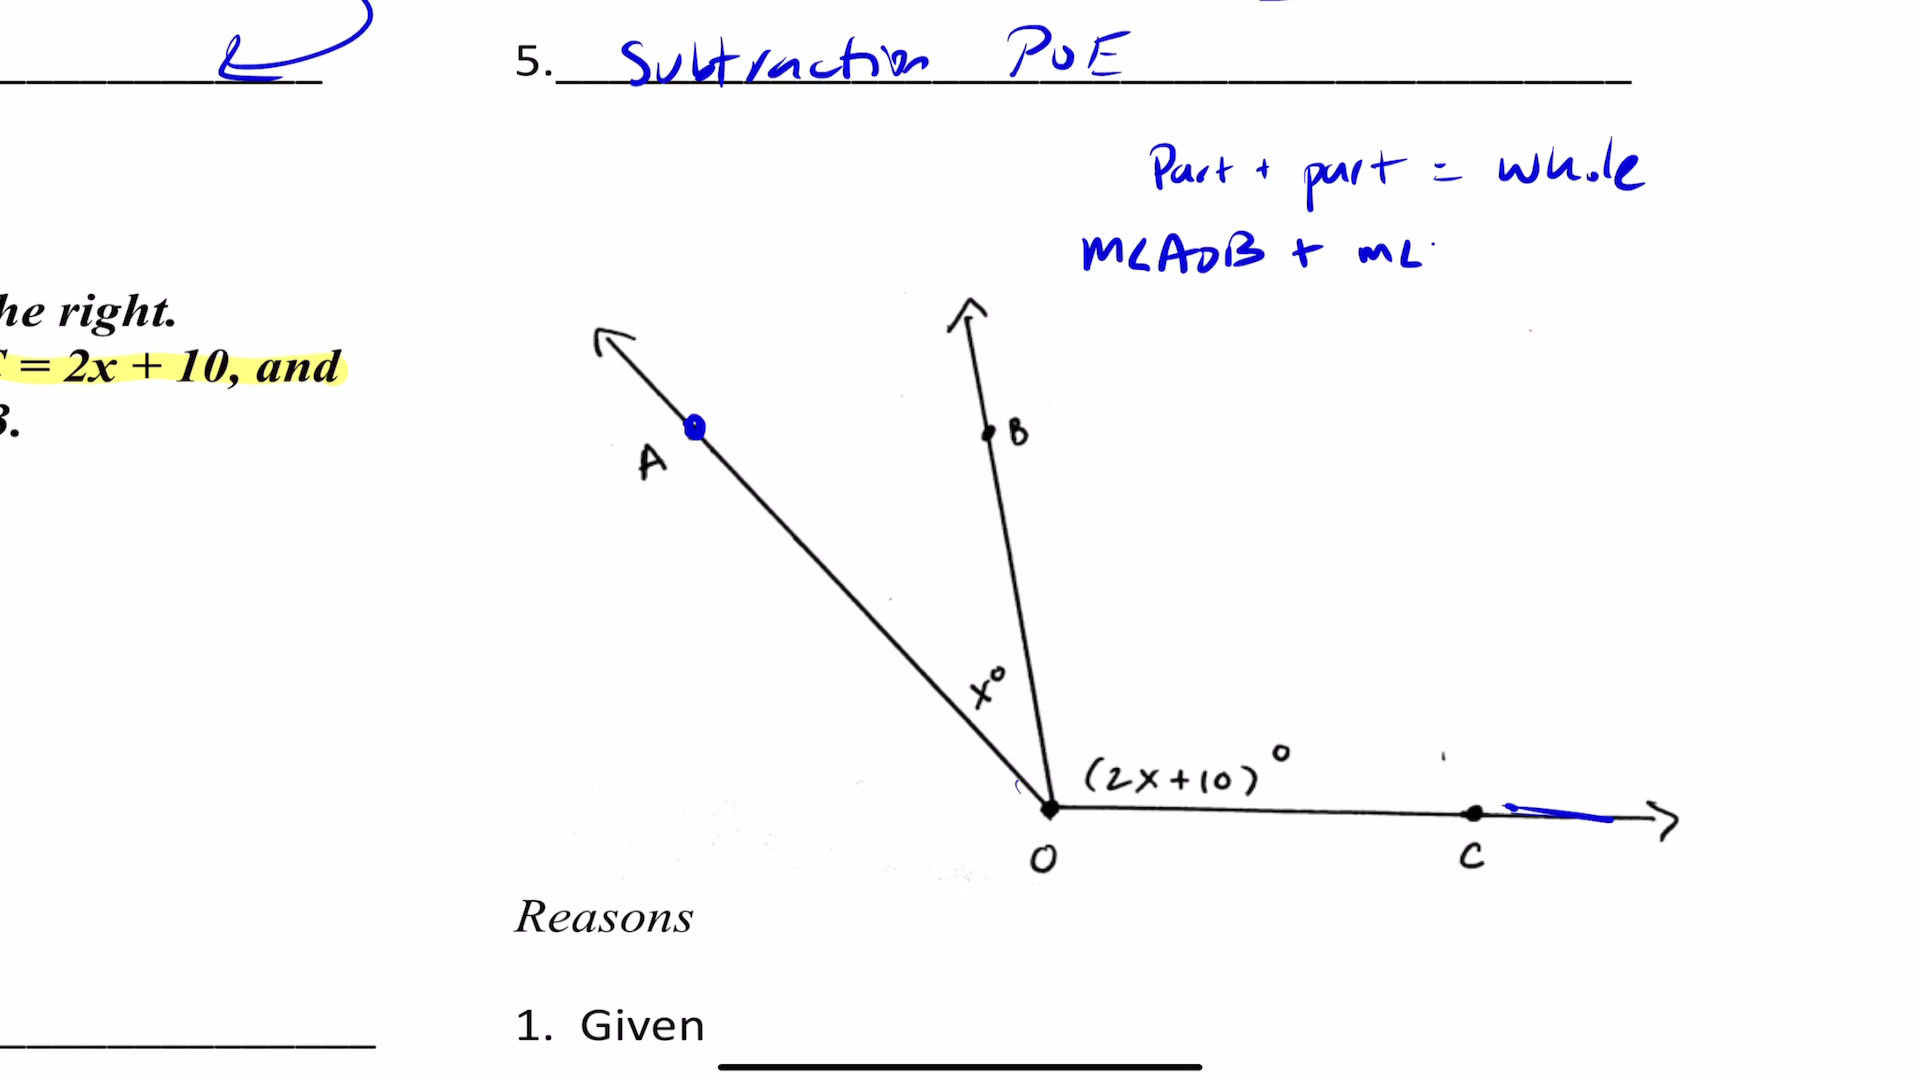 5. Subtraction POE
Part + part = whole
m∠AOB + m∠
he right.
= 2x + 10, and
B.
A
B
x°
(2x+10)°
O
C
Reasons
1. Given